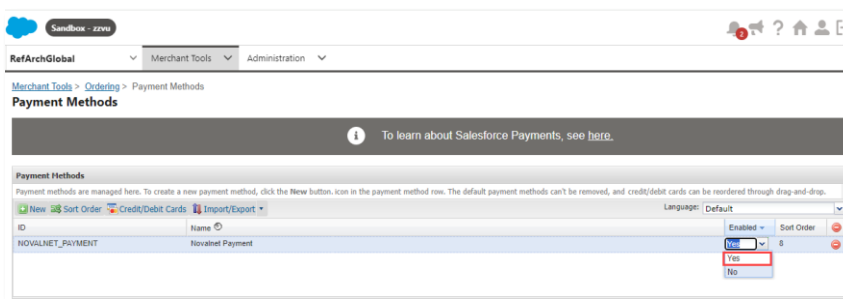 Sandbox - zzvu
2
RefArchGlobal Merchant Tools Administration
Merchant Tools > Ordering > Payment Methods
Payment Methods
i To learn about Salesforce Payments, see here.
Payment Methods
Payment methods are managed here. To create a new payment method, click the New button. icon in the payment method row. The default payment methods can't be removed, and credit/debit cards can be reordered through drag-and-drop.
New Sort Order Credit/Debit Cards Import/Export Language: Default
ID Name Enabled Sort Order
NOVALNET_PAYMENT Novalnet Payment Yes 8
Yes
No